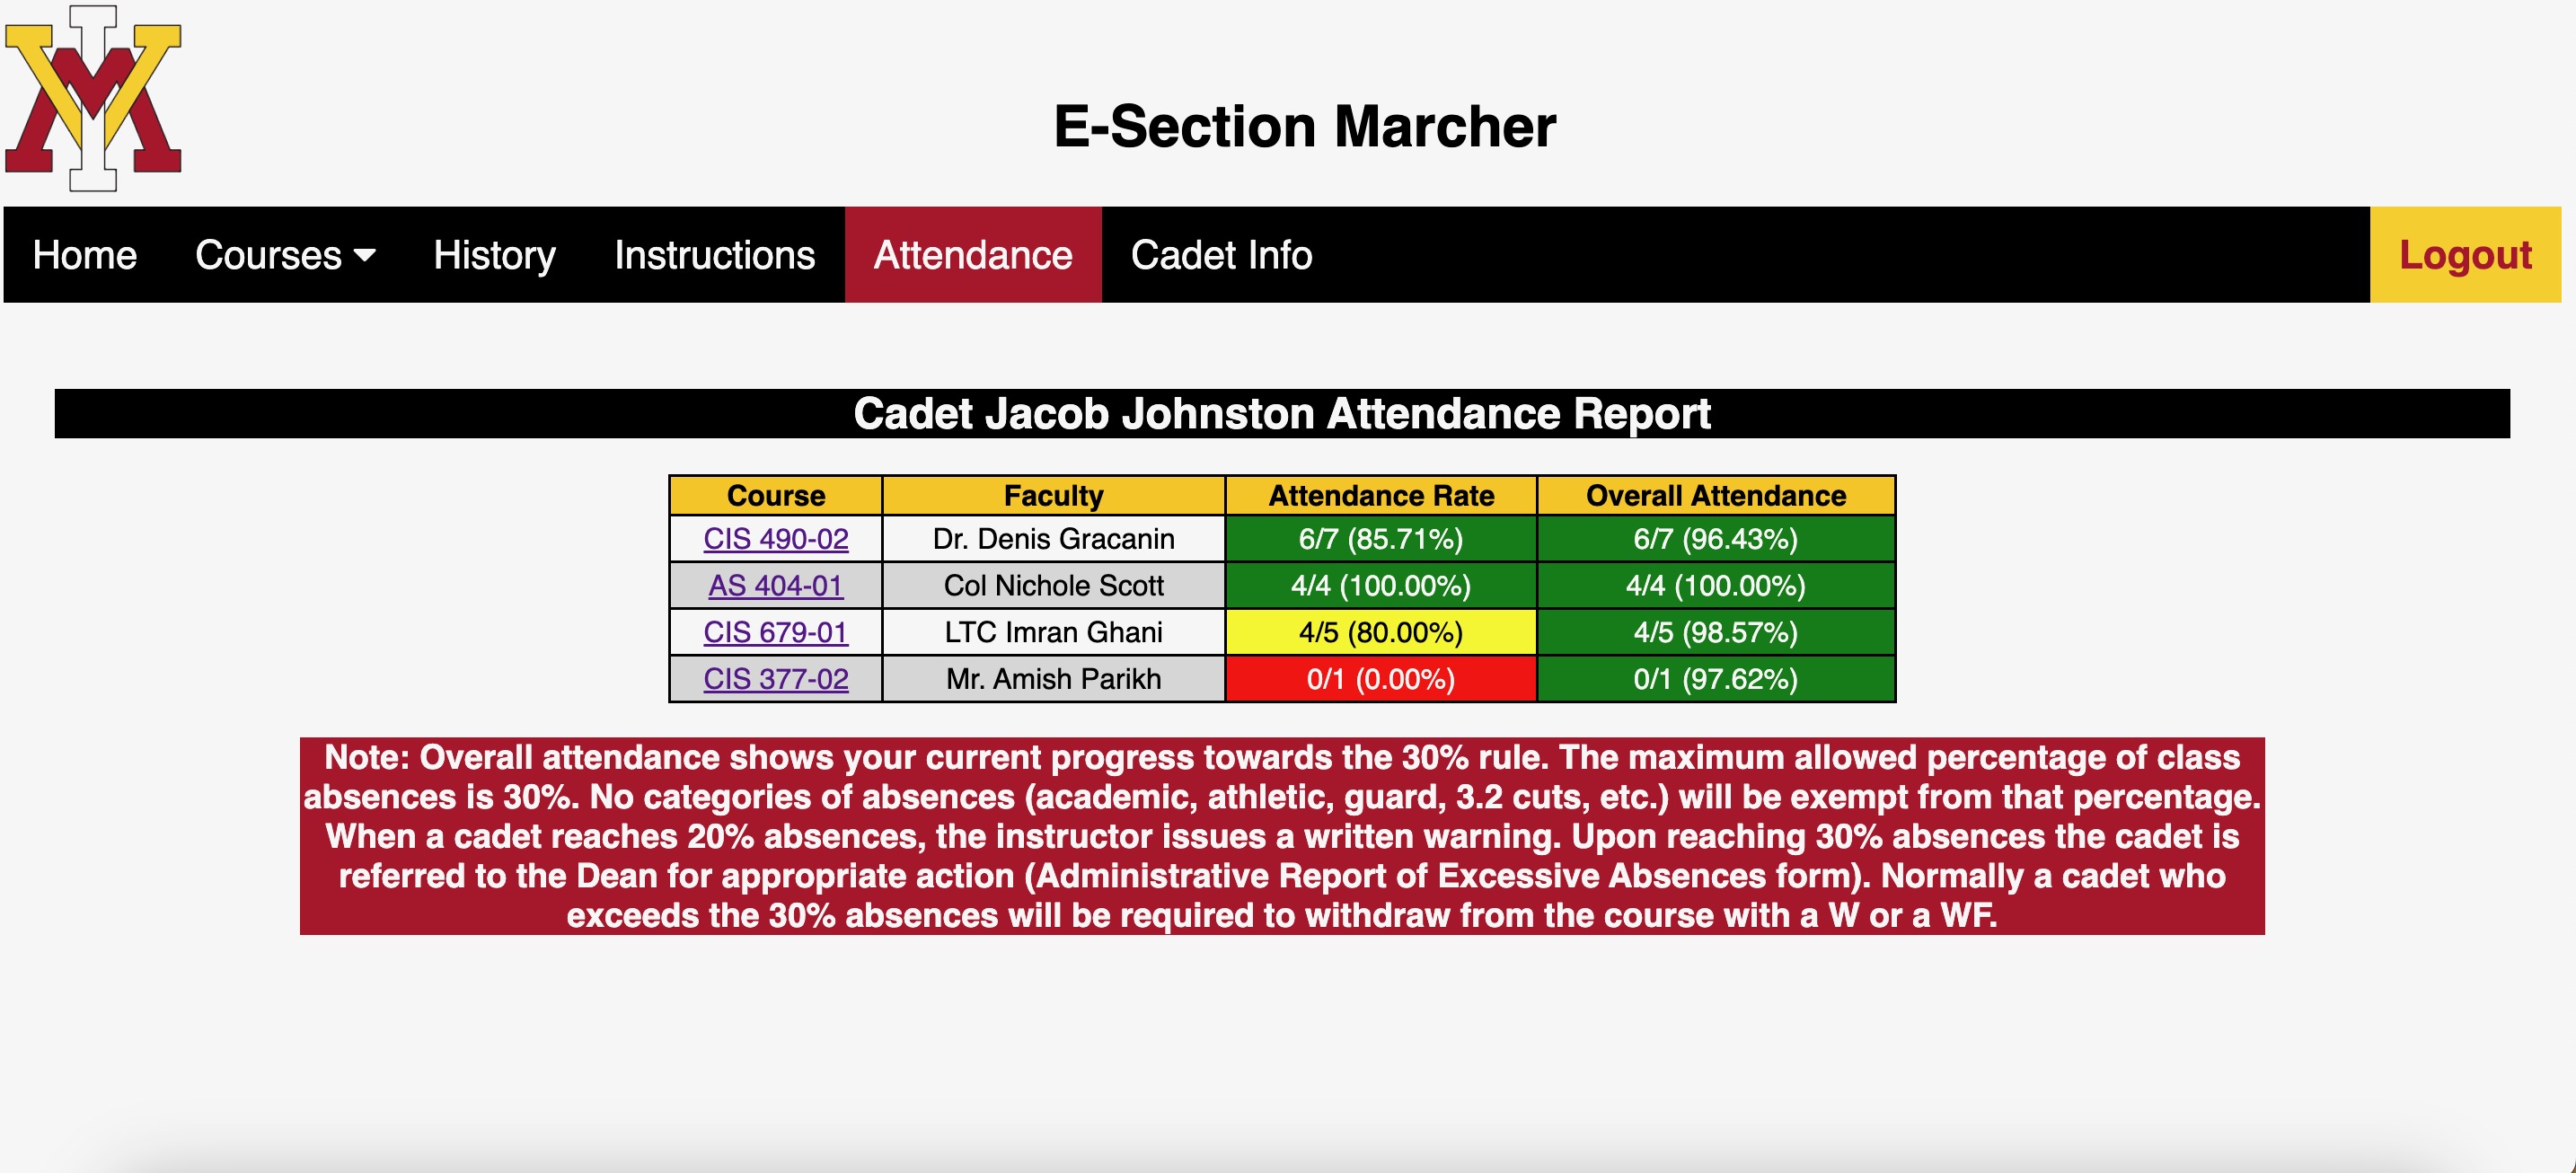 VMI
E-Section Marcher
Home Courses History Instructions Attendance Cadet Info Logout
Cadet Jacob Johnston Attendance Report
Course Faculty Attendance Rate Overall Attendance
CIS 490-02 Dr. Denis Gracanin 6/7 (85.71%) 6/7 (96.43%)
AS 404-01 Col Nichole Scott 4/4 (100.00%) 4/4 (100.00%)
CIS 679-01 LTC Imran Ghani 4/5 (80.00%) 4/5 (98.57%)
CIS 377-02 Mr. Amish Parikh 0/1 (0.00%) 0/1 (97.62%)
Note: Overall attendance shows your current progress towards the 30% rule. The maximum allowed percentage of class
absences is 30%. No categories of absences (academic, athletic, guard, 3.2 cuts, etc.) will be exempt from that percentage.
When a cadet reaches 20% absences, the instructor issues a written warning. Upon reaching 30% absences the cadet is
referred to the Dean for appropriate action (Administrative Report of Excessive Absences form). Normally a cadet who
exceeds the 30% absences will be required to withdraw from the course with a W or a WF.